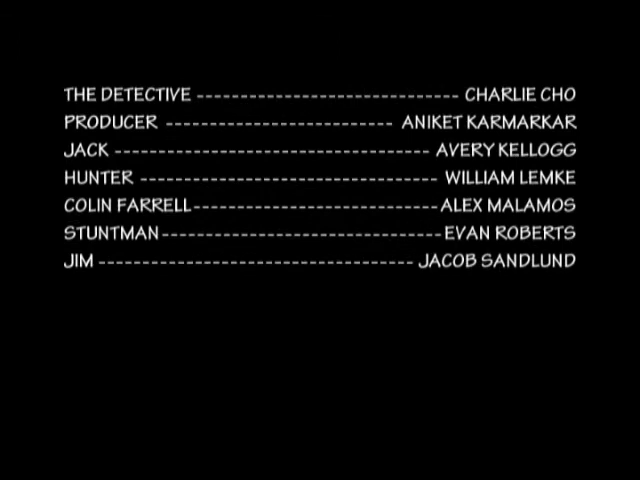 THE DETECTIVE ------------------------------ CHARLIE CHO
PRODUCER -------------------------- ANIKET KARMARKAR
JACK ------------------------------------ AVERY KELLOGG
HUNTER ---------------------------------- WILLIAM LEMKE
COLIN FARRELL---------------------------- ALEX MALAMOS
STUNTMAN--------------------------------EVAN ROBERTS
JIM ------------------------------------ JACOB SANDLUND